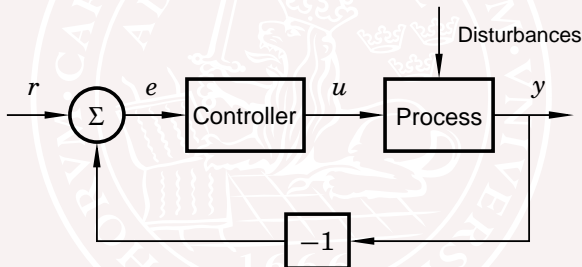 Disturbances
r
Σ
e
Controller
u
Process
y
−1